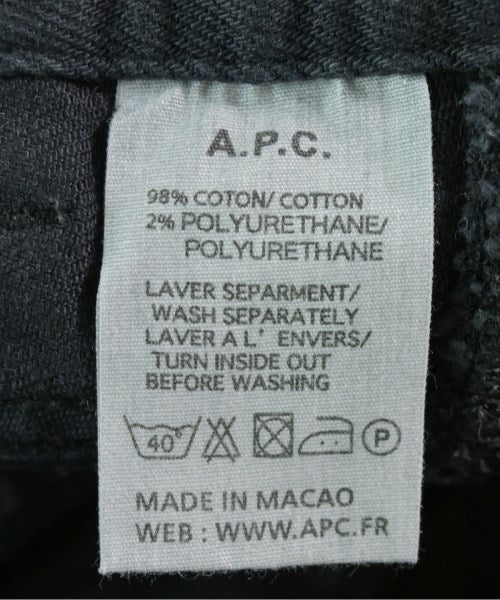 A.P.C.
98% COTON/ COTTON
2% POLYURETHANE/
POLYURETHANE
LAVER SEPARMENT/
WASH SEPARATELY
LAVER A L' ENVERS/
TURN INSIDE OUT
BEFORE WASHING
40° P
MADE IN MACAO
WEB : WWW.APC.FR